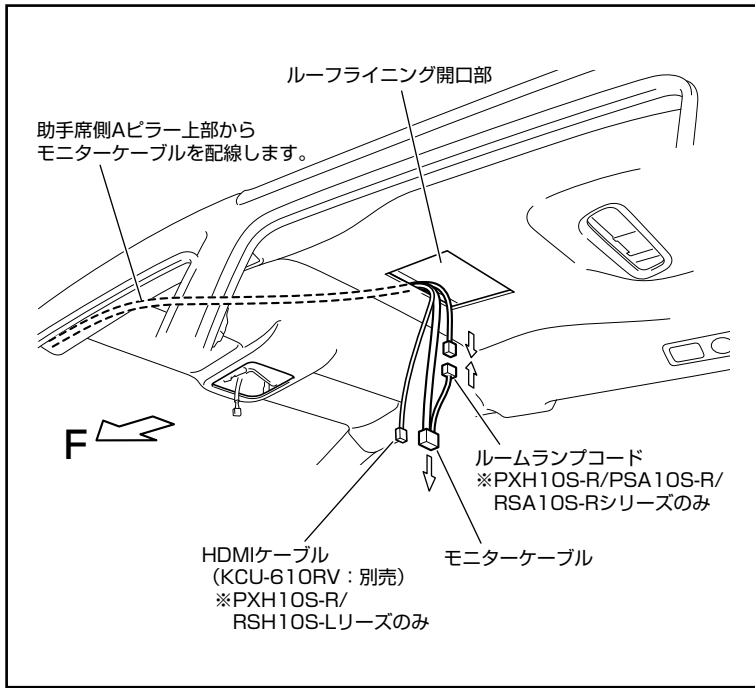 ルーフライニング開口部
助手席側Aピラー上部から
モニターケーブルを配線します。
F
ルームランプコード
※PXH10S-R/PSA10S-R/
RSA10S-Rシリーズのみ
モニターケーブル
HDMIケーブル
（KCU-610RV：別売）
※PXH10S-R/
RSH10S-Lリーズのみ